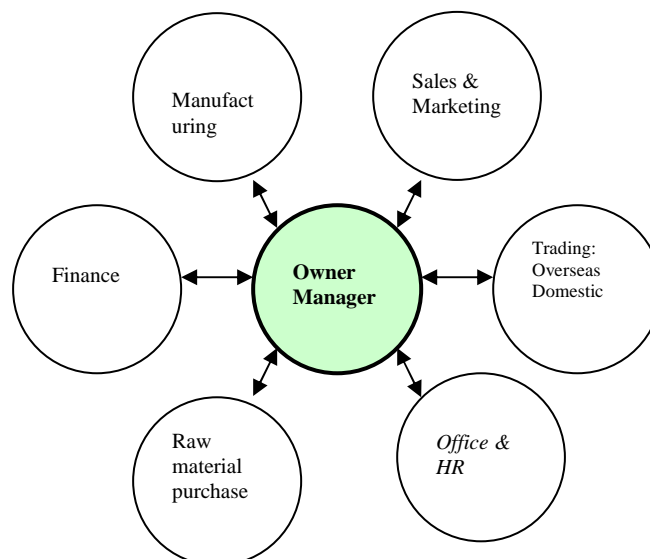 Manufact
uring
Sales &
Marketing
Finance
Owner
Manager
Trading:
Overseas
Domestic
Raw
material
purchase
Office &
HR